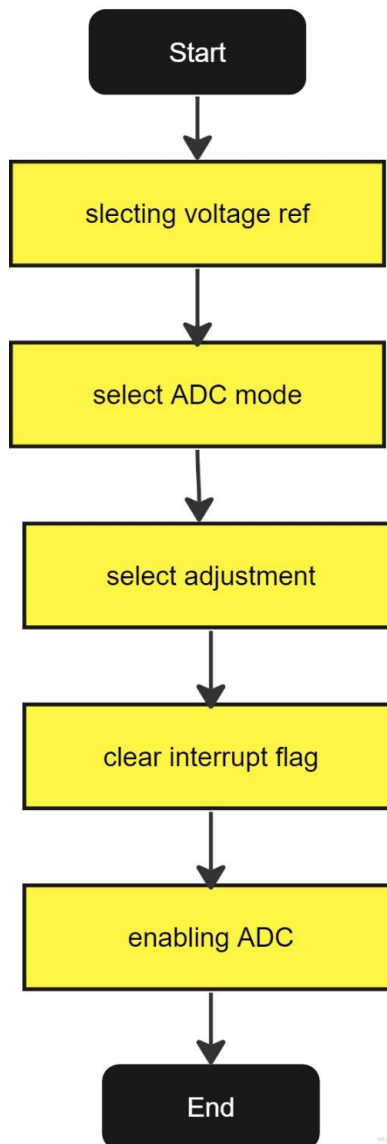 Start
slecting voltage ref
select ADC mode
select adjustment
clear interrupt flag
enabling ADC
End